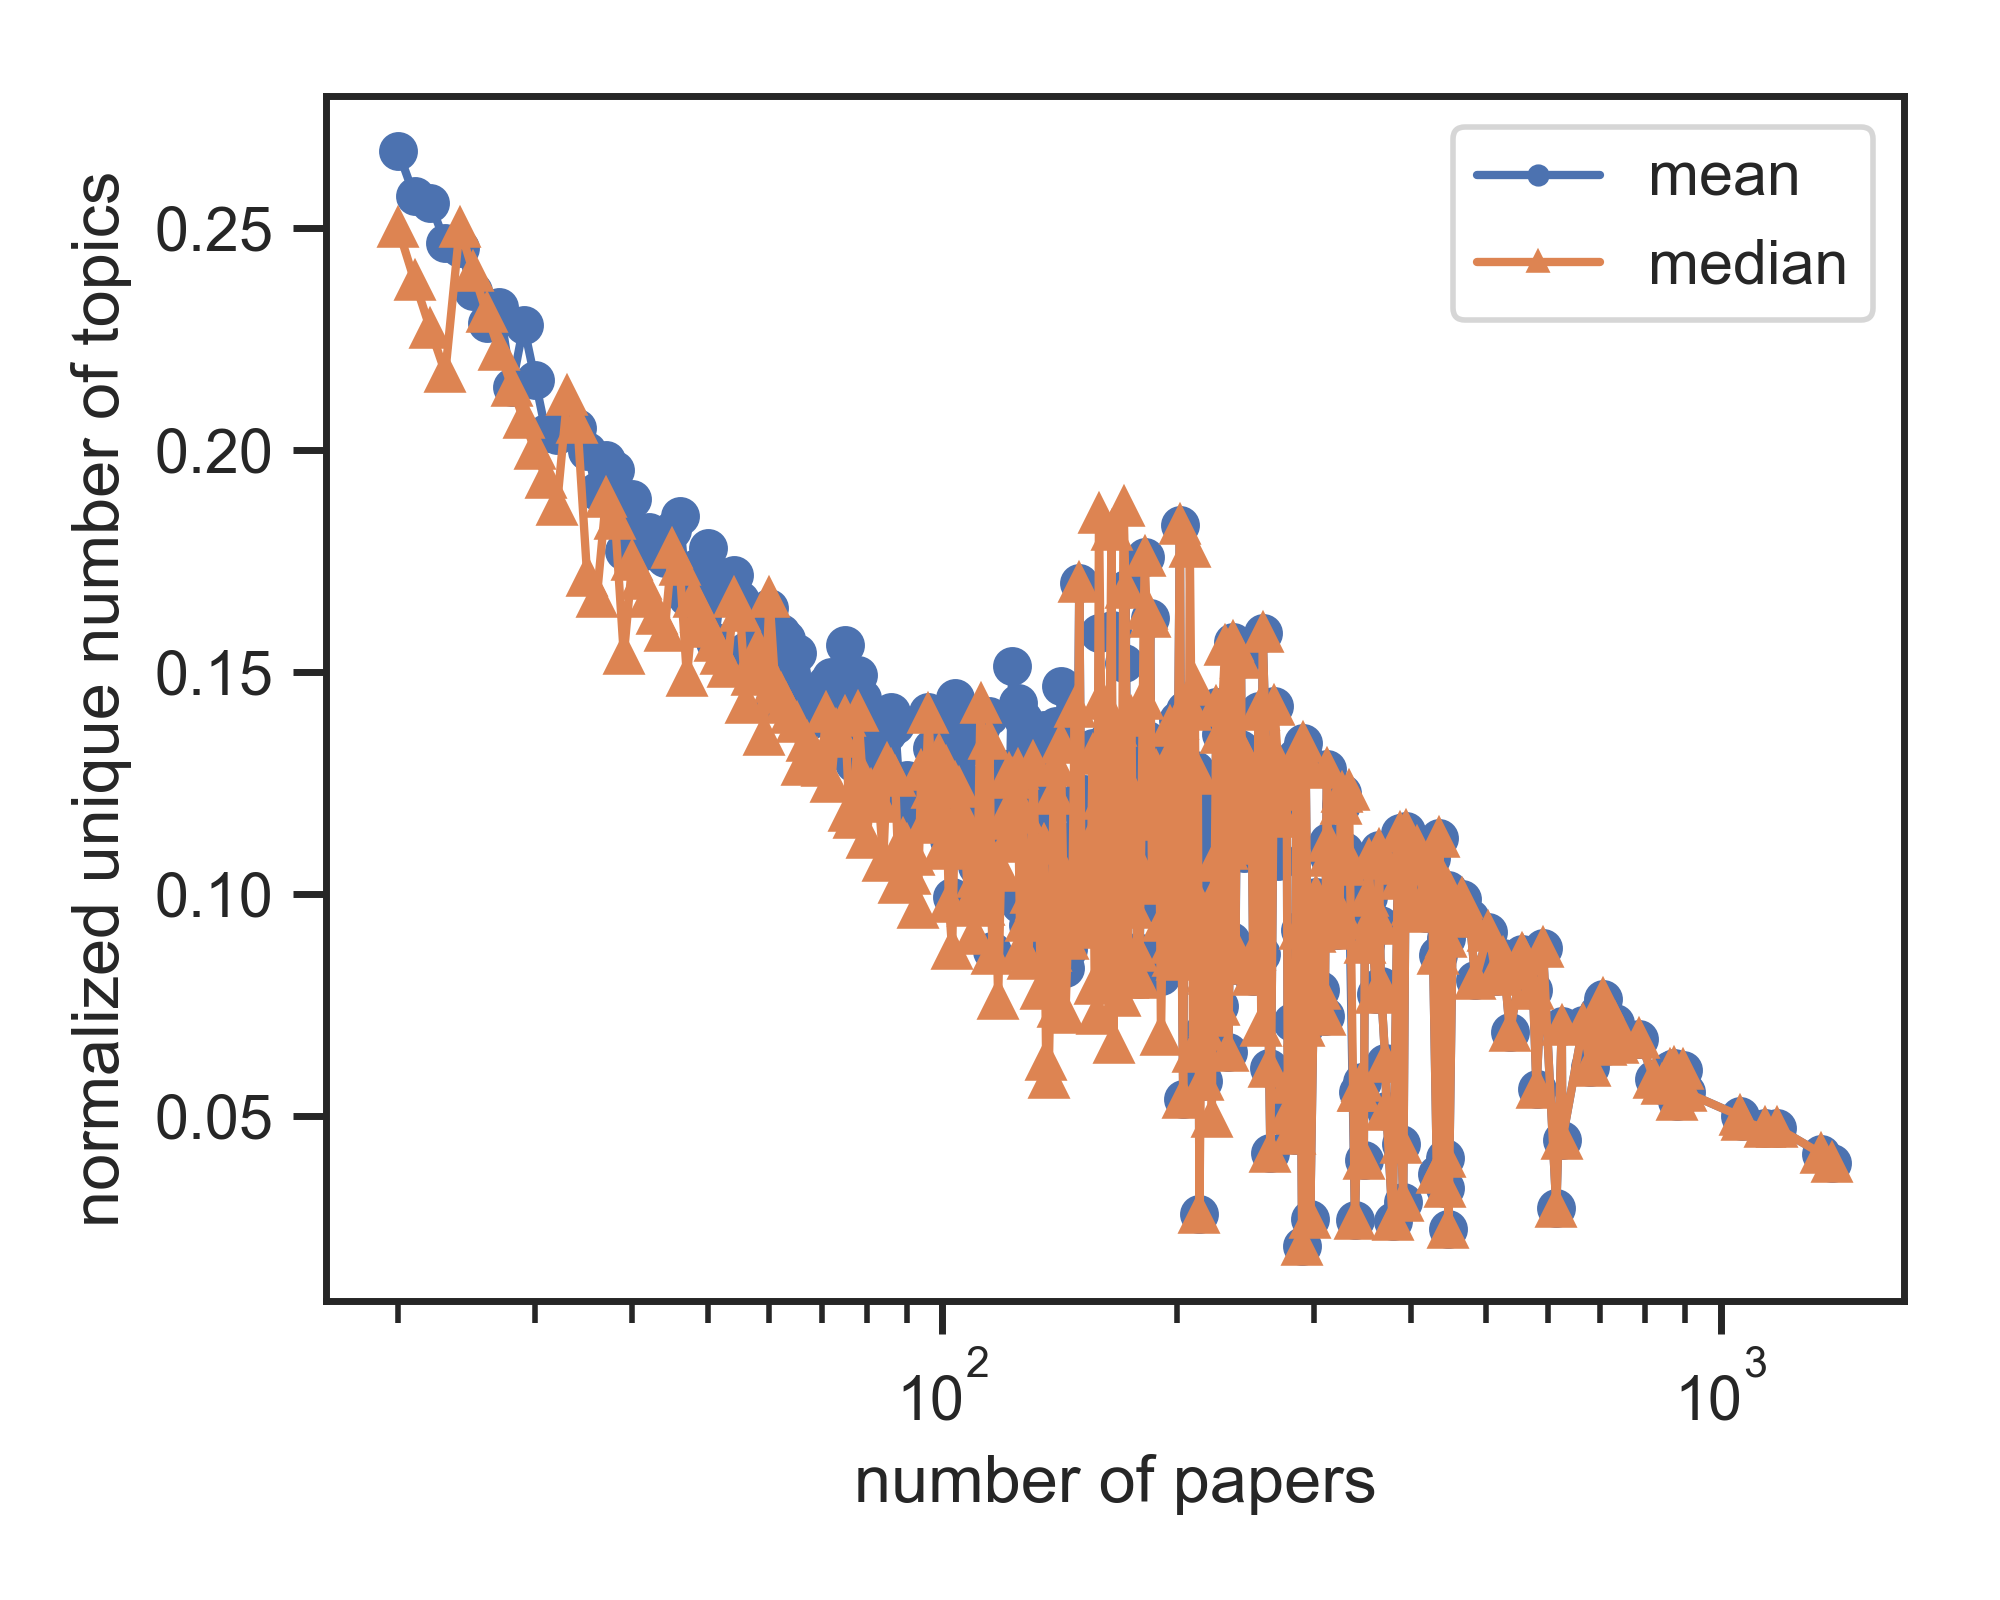 mean
median
normalized unique number of topics
0.25
0.20
0.15
0.10
0.05
10²
10³
number of papers